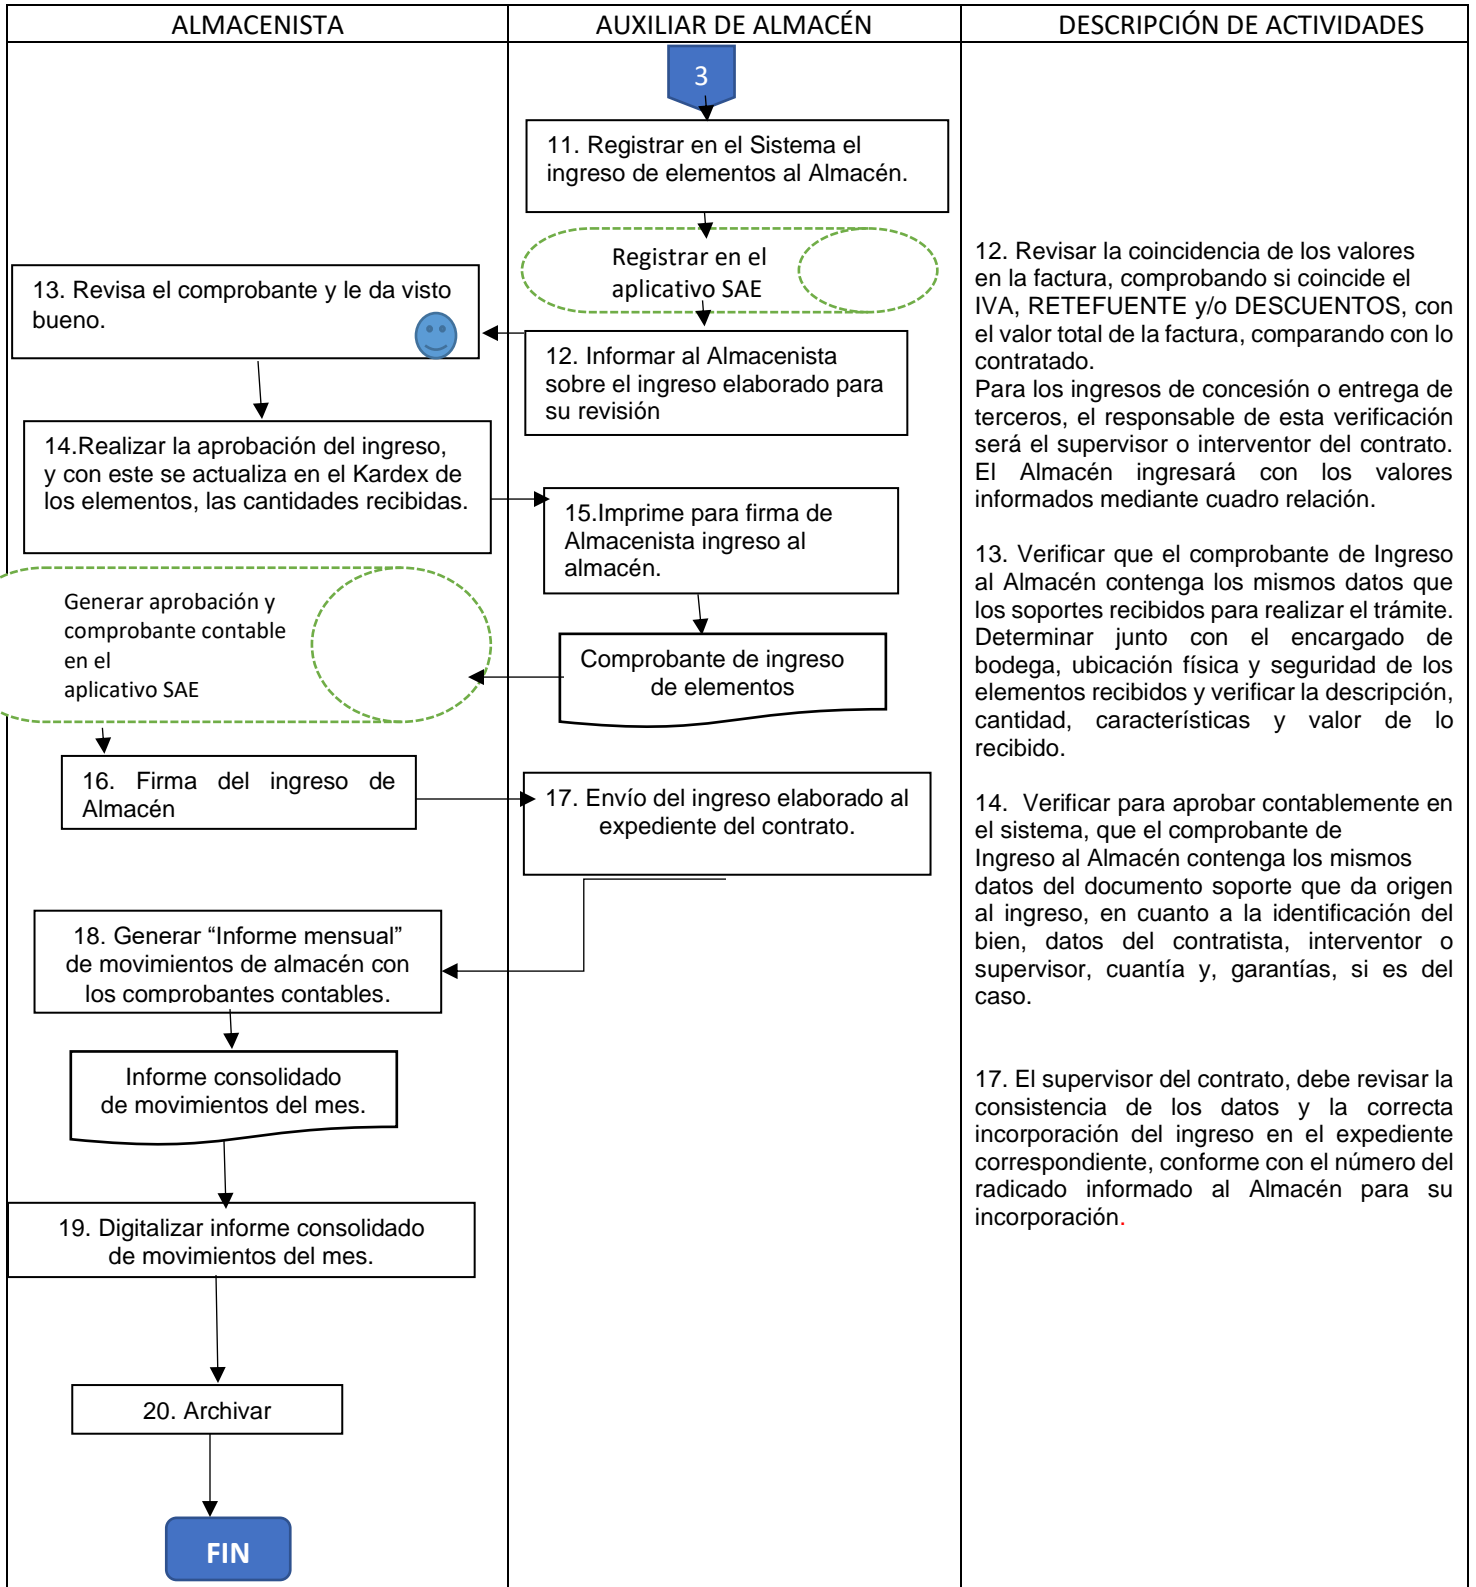 ALMACENISTA
AUXILIAR DE ALMACÉN
DESCRIPCIÓN DE ACTIVIDADES
3
11. Registrar en el Sistema el
ingreso de elementos al Almacén.
Registrar en el
aplicativo SAE
12. Informar al Almacenista
sobre el ingreso elaborado para
su revisión
13. Revisa el comprobante y le da visto
bueno.
14.Realizar la aprobación del ingreso,
y con este se actualiza en el Kardex de
los elementos, las cantidades recibidas.
15.Imprime para firma de
Almacenista ingreso al
almacén.
Comprobante de ingreso
de elementos
Generar aprobación y
comprobante contable
en el
aplicativo SAE
16. Firma del ingreso de
Almacén
17. Envío del ingreso elaborado al
expediente del contrato.
18. Generar “Informe mensual”
de movimientos de almacén con
los comprobantes contables.
Informe consolidado
de movimientos del mes.
19. Digitalizar informe consolidado
de movimientos del mes.
20. Archivar
FIN
12. Revisar la coincidencia de los valores
en la factura, comprobando si coincide el
IVA, RETEFUENTE y/o DESCUENTOS, con
el valor total de la factura, comparando con lo
contratado.
Para los ingresos de concesión o entrega de
terceros, el responsable de esta verificación
será el supervisor o interventor del contrato.
El Almacén ingresará con los valores
informados mediante cuadro relación.
13. Verificar que el comprobante de Ingreso
al Almacén contenga los mismos datos que
los soportes recibidos para realizar el trámite.
Determinar junto con el encargado de
bodega, ubicación física y seguridad de los
elementos recibidos y verificar la descripción,
cantidad, características y valor de lo
recibido.
14. Verificar para aprobar contablemente en
el sistema, que el comprobante de
Ingreso al Almacén contenga los mismos
datos del documento soporte que da origen
al ingreso, en cuanto a la identificación del
bien, datos del contratista, interventor o
supervisor, cuantía y, garantías, si es del
caso.
17. El supervisor del contrato, debe revisar la
consistencia de los datos y la correcta
incorporación del ingreso en el expediente
correspondiente, conforme con el número del
radicado informado al Almacén para su
incorporación.